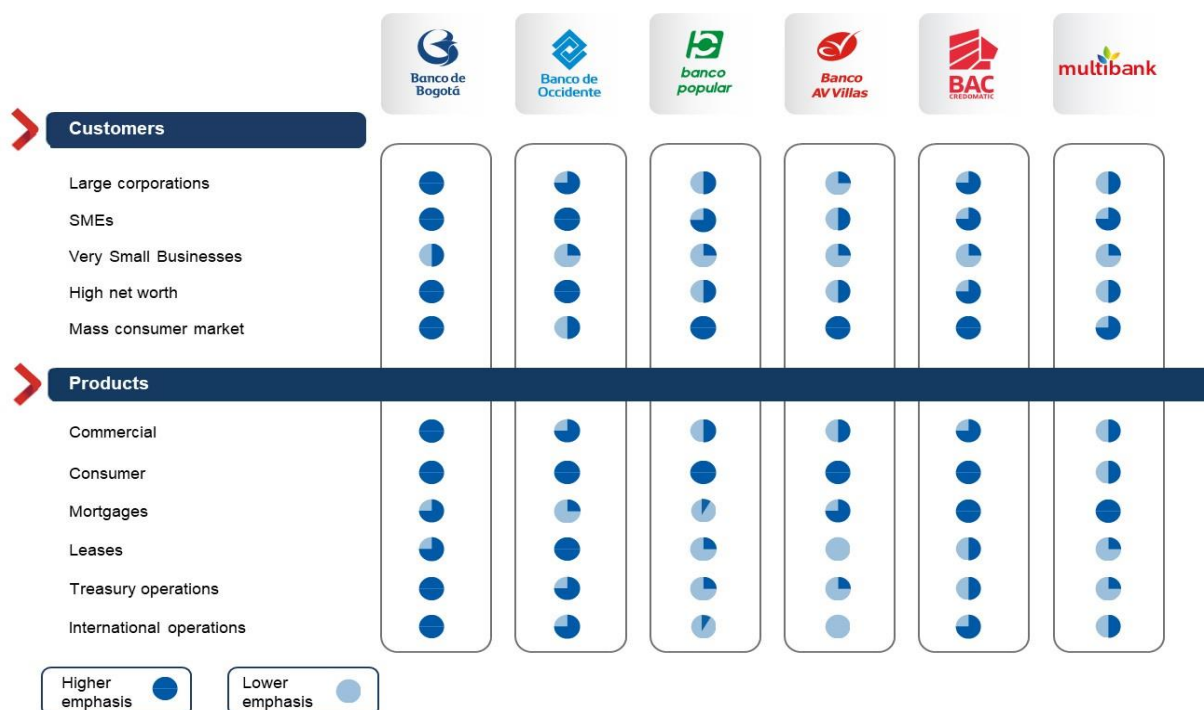 Banco de
Bogotá
Banco de
Occidente
banco
popular
Banco
AV Villas
BAC
CREDOMATIC
multibank
Customers
Large corporations
SMEs
Very Small Businesses
High net worth
Mass consumer market
Products
Commercial
Consumer
Mortgages
Leases
Treasury operations
International operations
Higher
emphasis
Lower
emphasis